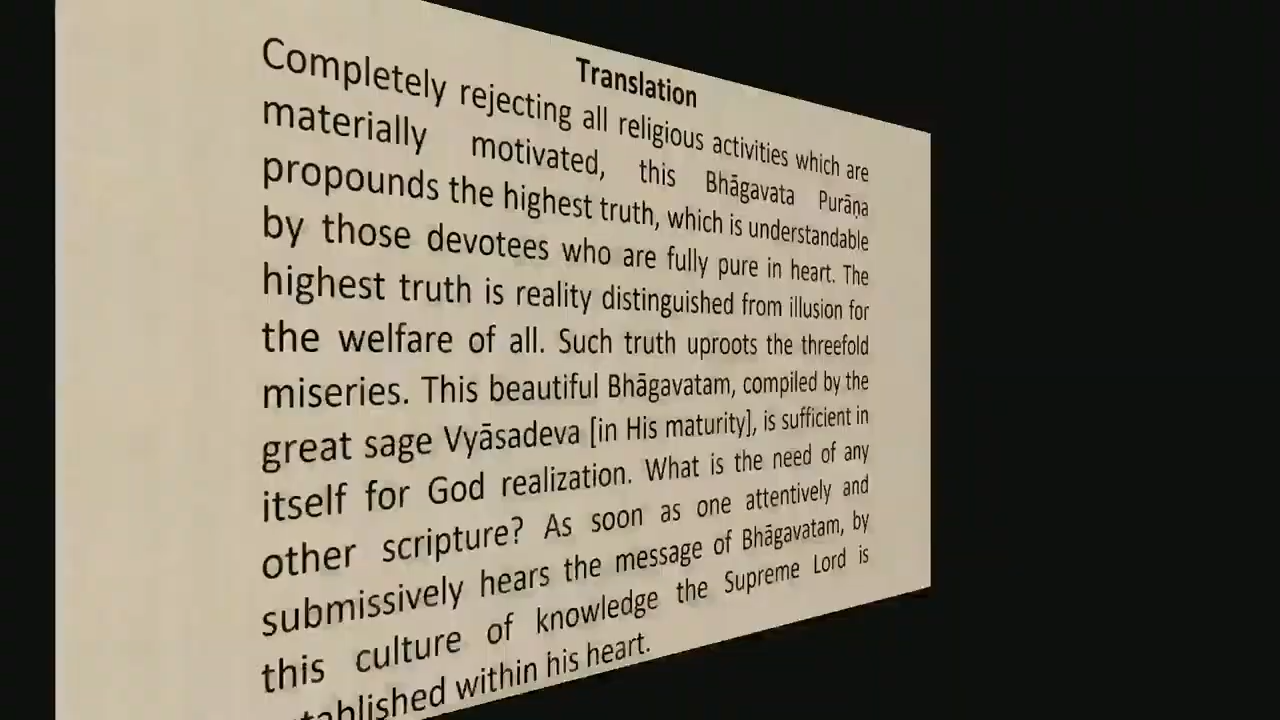 Translation
Completely rejecting all religious activities which are
materially motivated, this Bhāgavata Purāṇa
propounds the highest truth, which is understandable
by those devotees who are fully pure in heart. The
highest truth is reality distinguished from illusion for
the welfare of all. Such truth uproots the threefold
miseries. This beautiful Bhāgavatam, compiled by the
great sage Vyāsadeva [in His maturity], is sufficient in
itself for God realization. What is the need of any
other scripture? As soon as one attentively and
submissively hears the message of Bhāgavatam, by
this culture of knowledge the Supreme Lord is
within his heart.